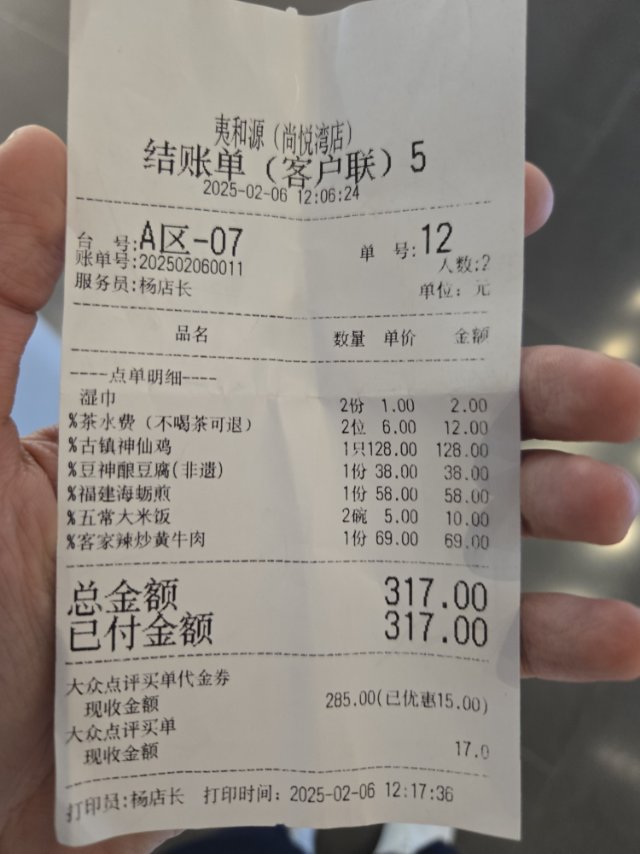 夷和源（尚悦湾店）
结账单（客户联）5
2025-02-06 12:06:24
台 号:A区-07 单 号:12
账单号:202502060011 人数:2
服务员:杨店长 单位: 元
品名 数量 单价 金额
----点单明细----
湿巾 2份 1.00 2.00
%茶水费（不喝茶可退） 2位 6.00 12.00
%古镇神仙鸡 1只128.00 128.00
%豆神酿豆腐(非遗) 1份 38.00 38.00
%福建海蛎煎 1份 58.00 58.00
%五常大米饭 2碗 5.00 10.00
%客家辣炒黄牛肉 1份 69.00 69.00
总金额 317.00
已付金额 317.00
大众点评买单代金券
现收金额 285.00(已优惠15.00)
大众点评买单
现收金额 17.0
打印员:杨店长 打印时间: 2025-02-06 12:17:36